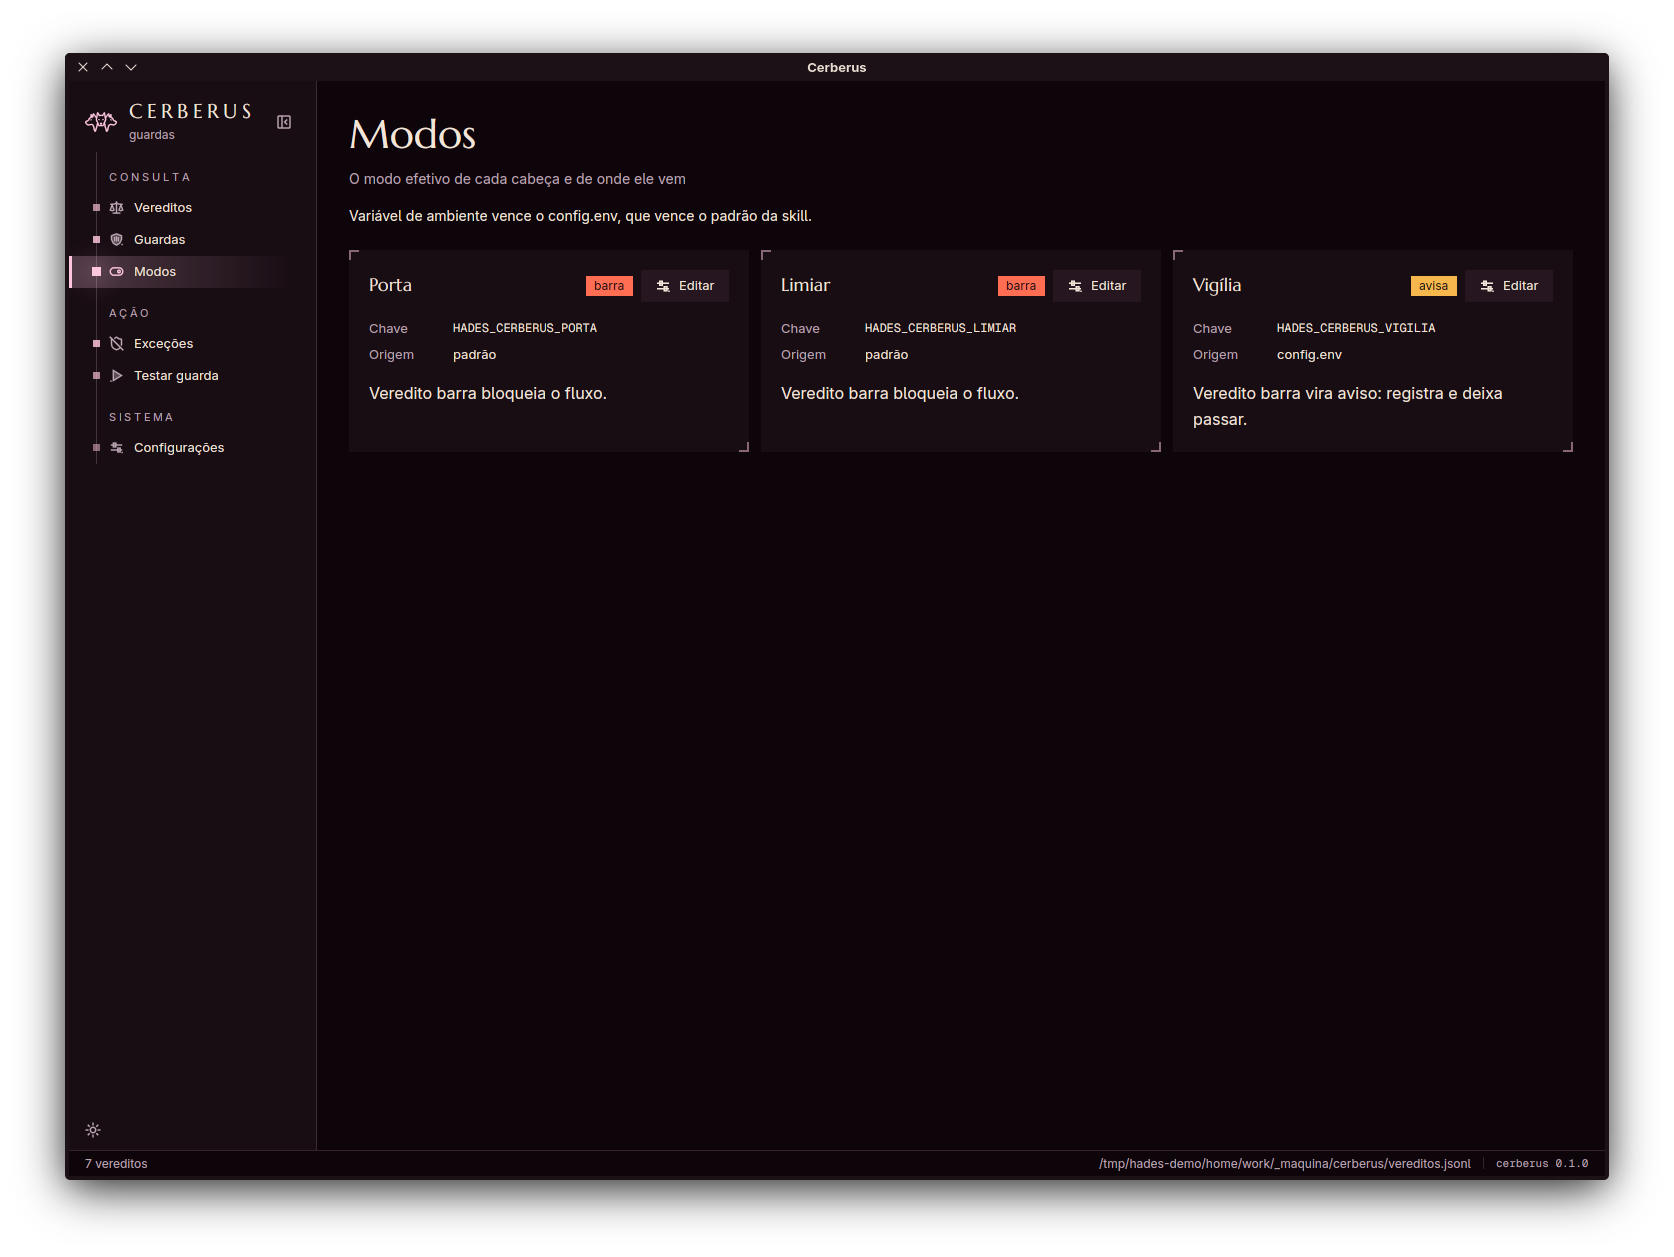 Cerberus
CERBERUS
guardas
CONSULTA
Vereditos
Guardas
Modos
AÇÃO
Exceções
Testar guarda
SISTEMA
Configurações
Modos
O modo efetivo de cada cabeça e de onde ele vem
Variável de ambiente vence o config.env, que vence o padrão da skill.
Porta
barra
Editar
Chave
HADES_CERBERUS_PORTA
Origem
padrão
Veredito barra bloqueia o fluxo.
Limiar
barra
Editar
Chave
HADES_CERBERUS_LIMIAR
Origem
padrão
Veredito barra bloqueia o fluxo.
Vigília
avisa
Editar
Chave
HADES_CERBERUS_VIGILIA
Origem
config.env
Veredito barra vira aviso: registra e deixa
passar.
7 vereditos
/tmp/hades-demo/home/work/_maquina/cerberus/vereditos.jsonl
cerberus 0.1.0